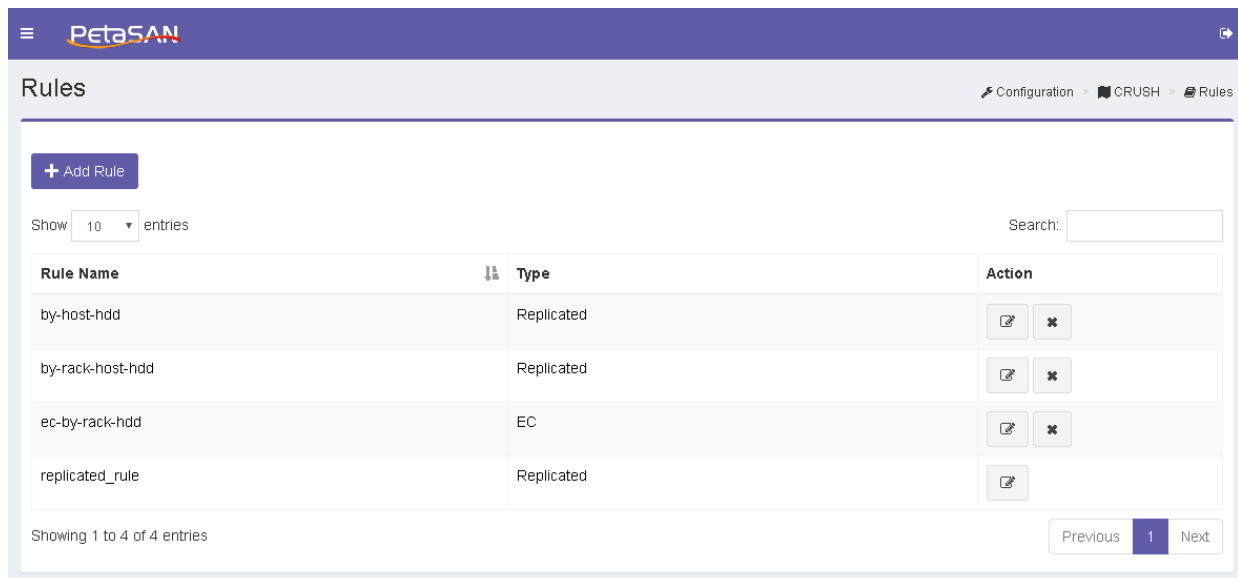 PetaSAN
Rules
Configuration > CRUSH > Rules
Add Rule
Show 10 entries
Search:
Rule Name Type Action
by-host-hdd Replicated
by-rack-host-hdd Replicated
ec-by-rack-hdd EC
replicated_rule Replicated
Showing 1 to 4 of 4 entries
Previous 1 Next